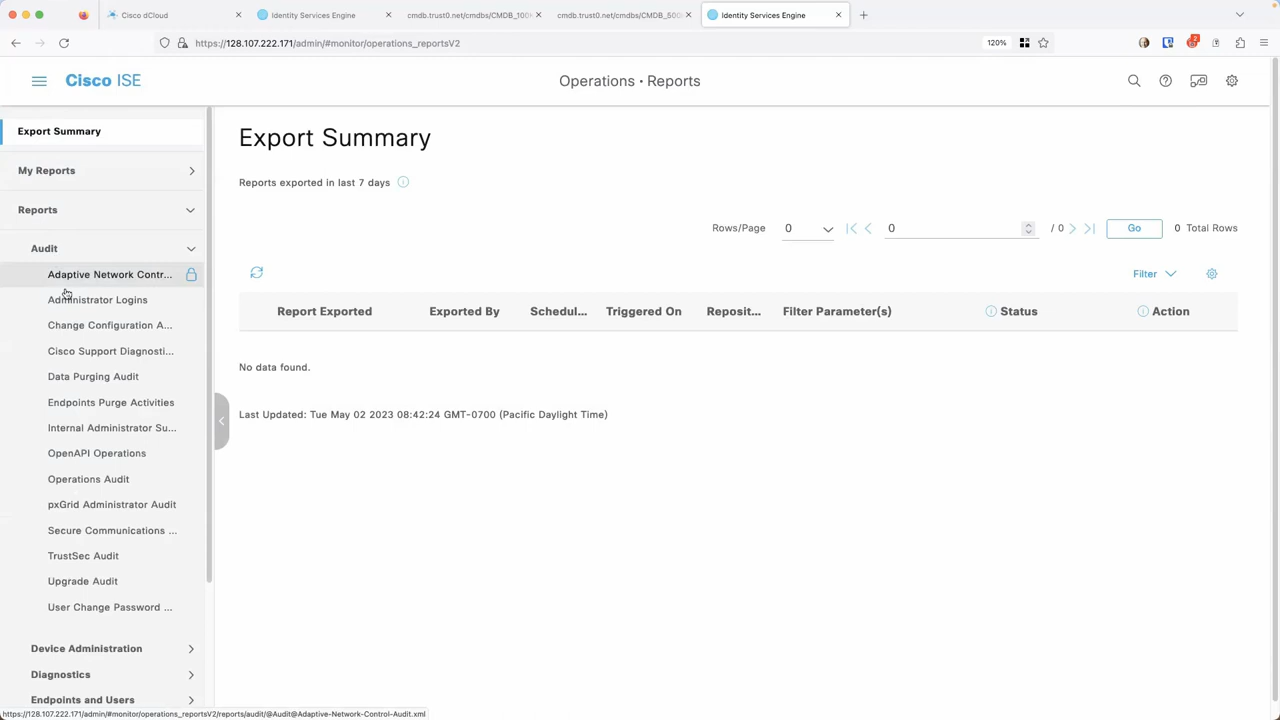 Cisco dCloud
Identity Services Engine
cmdb.trust0.net/cmdbs/CMDB_100
cmdb.trust0.net/cmdbs/CMDB_500
Identity Services Engine
https://128.107.222.171/admin/#monitor/operations_reportsV2
120%
2
Cisco ISE
Operations · Reports
Export Summary
My Reports
Reports
Audit
Adaptive Network Contr...
Administrator Logins
Change Configuration A...
Cisco Support Diagnosti...
Data Purging Audit
Endpoints Purge Activities
Internal Administrator Su...
OpenAPI Operations
Operations Audit
pxGrid Administrator Audit
Secure Communications ...
TrustSec Audit
Upgrade Audit
User Change Password ...
Device Administration
Diagnostics
Endpoints and Users
Export Summary
Reports exported in last 7 days
Rows/Page 0 0 / 0 Go 0 Total Rows
Filter
Report Exported Exported By Schedul... Triggered On Reposit... Filter Parameter(s) Status Action
No data found.
Last Updated: Tue May 02 2023 08:42:24 GMT-0700 (Pacific Daylight Time)
https://128.107.222.171/admin/#monitor/operations_reportsV2/reports/audit/@Audit@Adaptive-Network-Control-Audit.xml